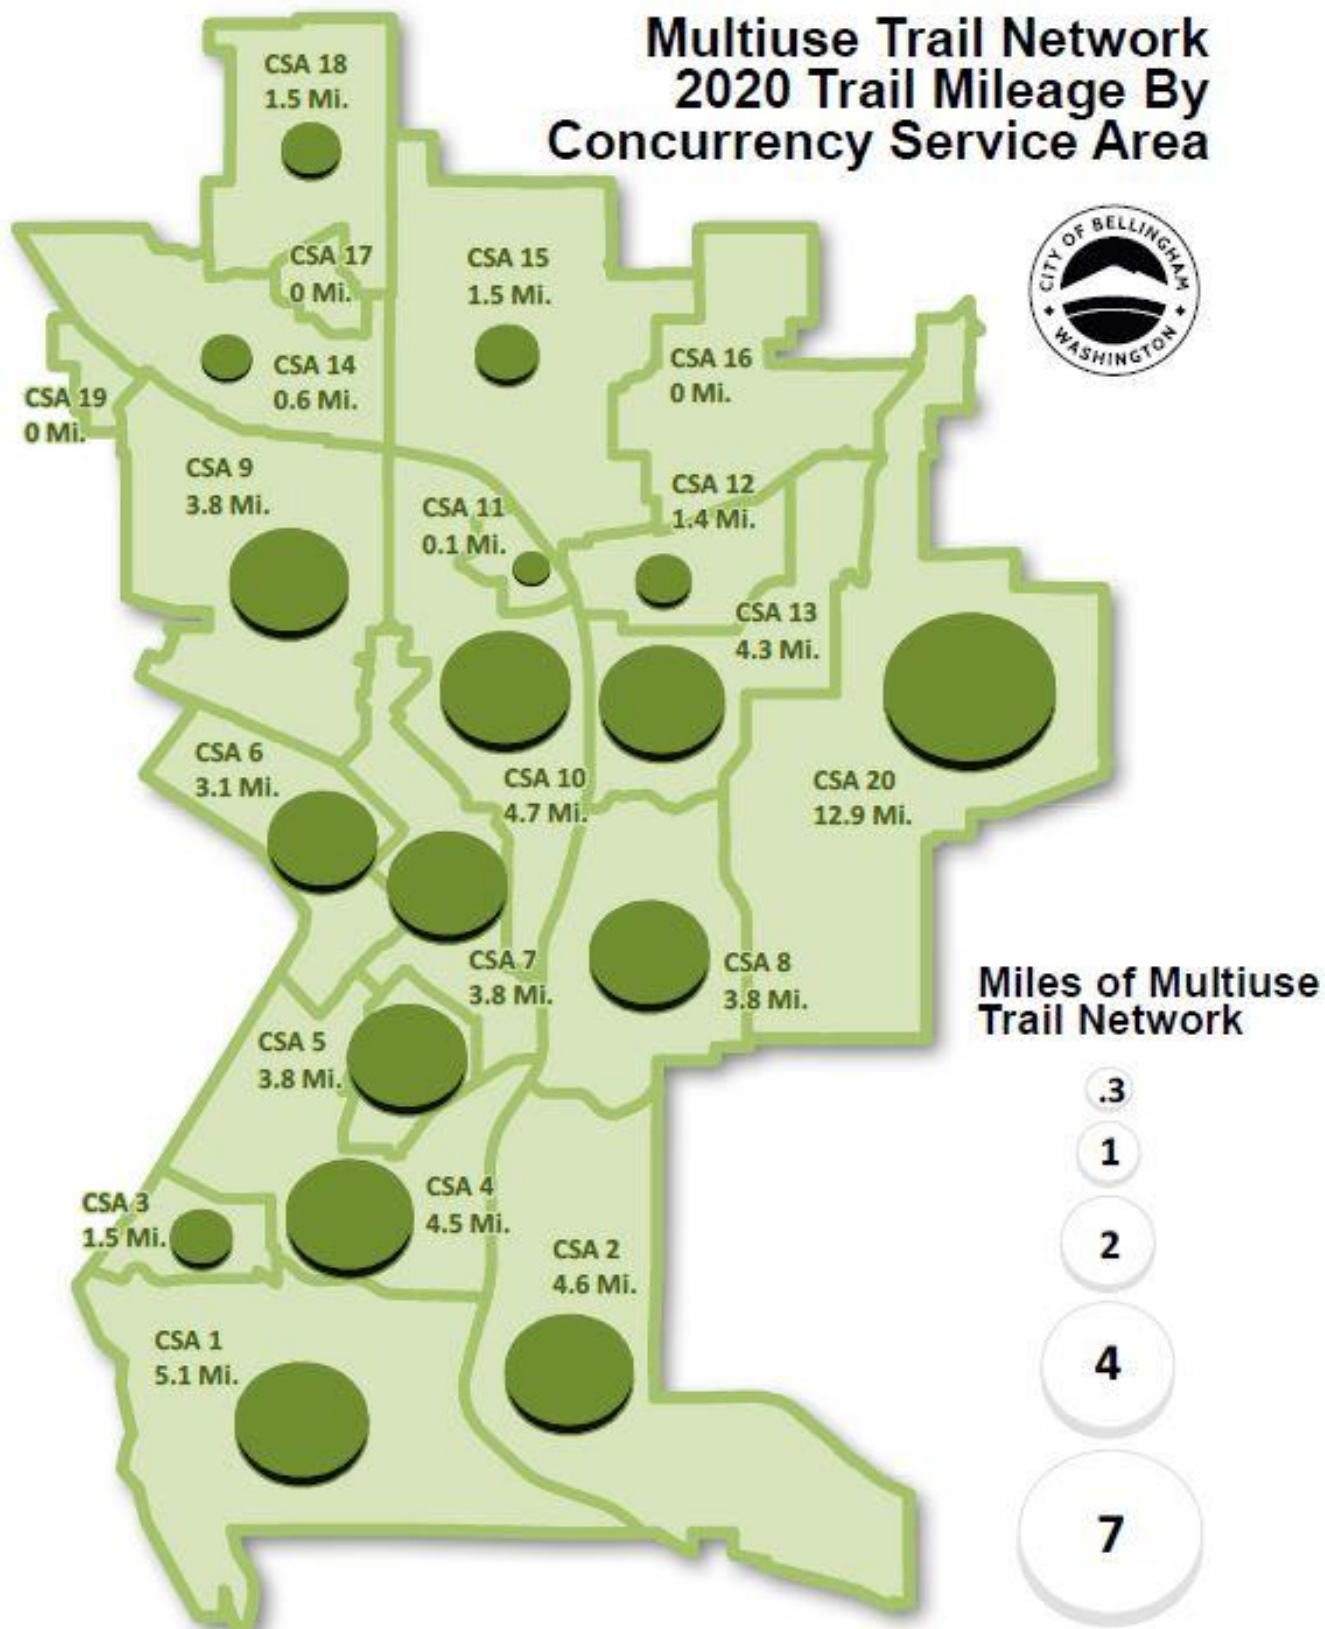 Multiuse Trail Network
2020 Trail Mileage By
Concurrency Service Area
CITY OF BELLINGHAM
WASHINGTON
CSA 18
1.5 Mi.
CSA 17
0 Mi.
CSA 15
1.5 Mi.
CSA 16
0 Mi.
CSA 14
0.6 Mi.
CSA 19
0 Mi.
CSA 9
3.8 Mi.
CSA 11
0.1 Mi.
CSA 12
1.4 Mi.
CSA 13
4.3 Mi.
CSA 6
3.1 Mi.
CSA 10
4.7 Mi.
CSA 20
12.9 Mi.
CSA 7
3.8 Mi.
CSA 8
3.8 Mi.
CSA 5
3.8 Mi.
CSA 4
4.5 Mi.
CSA 3
1.5 Mi.
CSA 2
4.6 Mi.
CSA 1
5.1 Mi.
Miles of Multiuse
Trail Network
.3
1
2
4
7